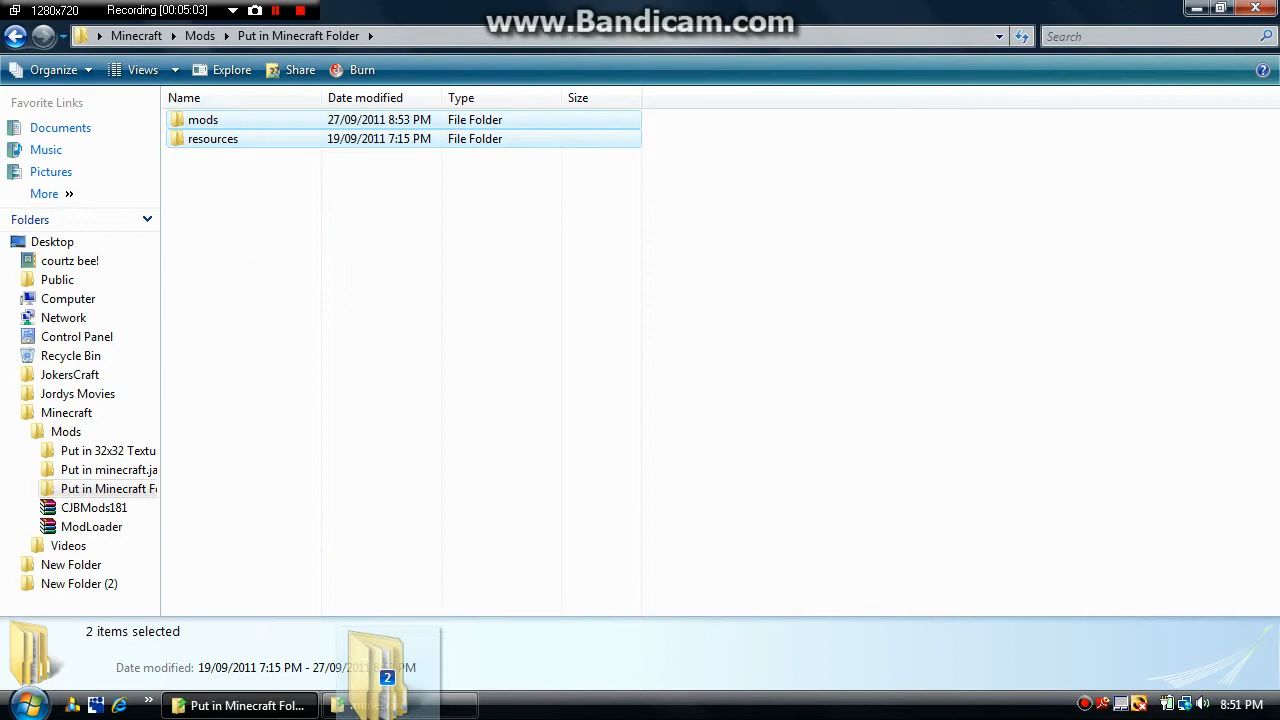 1280x720 Recording [00:05:03]
www.Bandicam.com
Minecraft Mods Put in Minecraft Folder
Search
Organize Views Explore Share Burn
Favorite Links
Documents
Music
Pictures
More »
Folders
Desktop
courtz bee!
Public
Computer
Network
Control Panel
Recycle Bin
JokersCraft
Jordys Movies
Minecraft
Mods
Put in 32x32 Textu
Put in minecraft.ja
Put in Minecraft Fo
CJBMods181
ModLoader
Videos
New Folder
New Folder (2)
Name Date modified Type Size
mods 27/09/2011 8:53 PM File Folder
resources 19/09/2011 7:15 PM File Folder
2 items selected
Date modified: 19/09/2011 7:15 PM - 27/09/2011 8:53 PM
2
Put in Minecraft Fol... .minecraft
8:51 PM